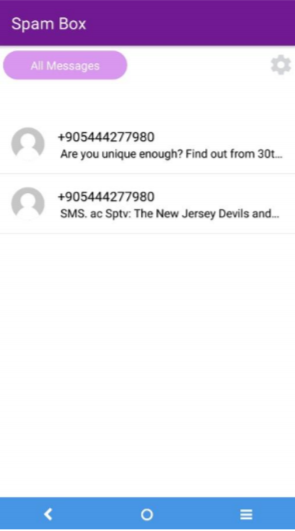 Spam Box
All Messages
+905444277980
Are you unique enough? Find out from 30t...
+905444277980
SMS. ac Sptv: The New Jersey Devils and...